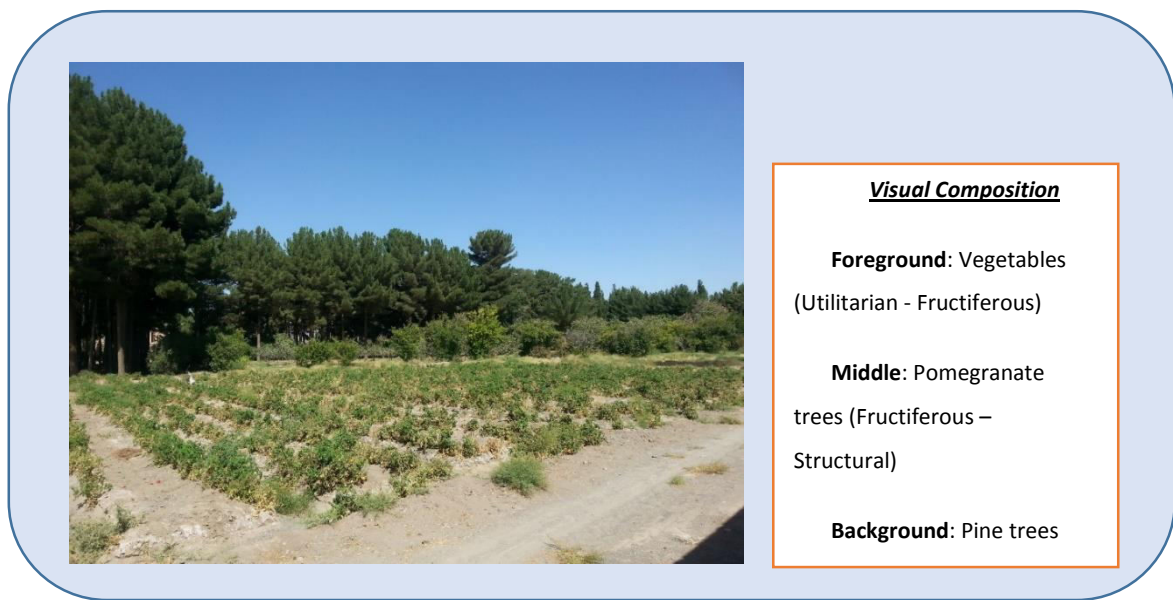 Visual Composition
Foreground: Vegetables
(Utilitarian - Fructiferous)
Middle: Pomegranate
trees (Fructiferous –
Structural)
Background: Pine trees